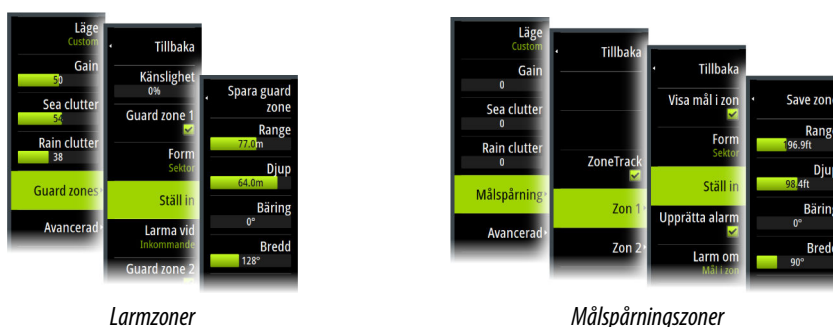 Läge
Custom
Gain
50
Sea clutter
54
Rain clutter
38
Guard zones
Avancerad
Tillbaka
Känslighet
0%
Guard zone 1
Form
Sektor
Ställ in
Larma vid
Inkommande
Guard zone 2
Spara guard
zone
Range
77.0m
Djup
64.0m
Bäring
0°
Bredd
128°
Larmzoner
Läge
Custom
Gain
0
Sea clutter
0
Rain clutter
0
Målspårning
Avancerad
Tillbaka
ZoneTrack
Zon 1
Zon 2
Tillbaka
Visa mål i zon
Form
Sektor
Ställ in
Upprätta alarm
Larm om
Mål i zon
Save zone
Range
96.9ft
Djup
98.4ft
Bäring
0°
Bredd
90°
Målspårningszoner